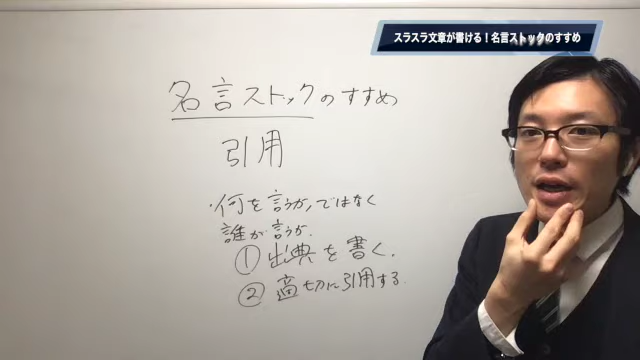 スラスラ文章が書ける！名言ストックのすすめ
名言ストックのすすめ
引用
・何を言うか、ではなく
誰が言うか.
① 出典を書く.
② 適切に引用する.